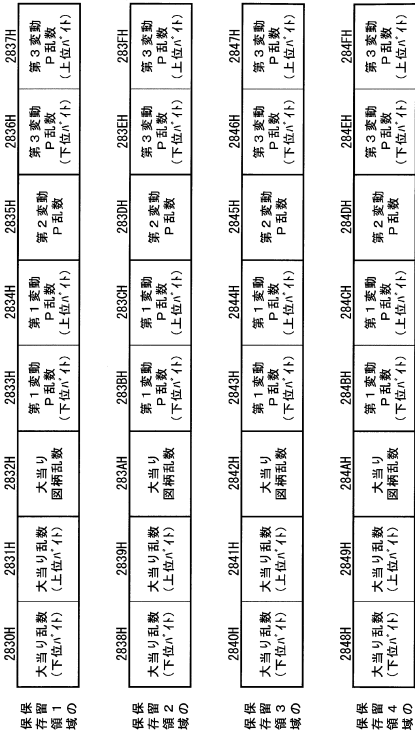 保留1の
保存領域
2830H
大当り乱数
(下位バイト)
2831H
大当り乱数
(上位バイト)
2832H
大当り
図柄乱数
2833H
第1変動
P乱数
(下位バイト)
2834H
第1変動
P乱数
(上位バイト)
2835H
第2変動
P乱数
2836H
第3変動
P乱数
(下位バイト)
2837H
第3変動
P乱数
(上位バイト)
保留2の
保存領域
2838H
大当り乱数
(下位バイト)
2839H
大当り乱数
(上位バイト)
283AH
大当り
図柄乱数
283BH
第1変動
P乱数
(下位バイト)
283CH
第1変動
P乱数
(上位バイト)
283DH
第2変動
P乱数
283EH
第3変動
P乱数
(下位バイト)
283FH
第3変動
P乱数
(上位バイト)
保留3の
保存領域
2840H
大当り乱数
(下位バイト)
2841H
大当り乱数
(上位バイト)
2842H
大当り
図柄乱数
2843H
第1変動
P乱数
(下位バイト)
2844H
第1変動
P乱数
(上位バイト)
2845H
第2変動
P乱数
2846H
第3変動
P乱数
(下位バイト)
2847H
第3変動
P乱数
(上位バイト)
保留4の
保存領域
2848H
大当り乱数
(下位バイト)
2849H
大当り乱数
(上位バイト)
284AH
大当り
図柄乱数
284BH
第1変動
P乱数
(下位バイト)
284CH
第1変動
P乱数
(上位バイト)
284DH
第2変動
P乱数
284EH
第3変動
P乱数
(下位バイト)
284FH
第3変動
P乱数
(上位バイト)